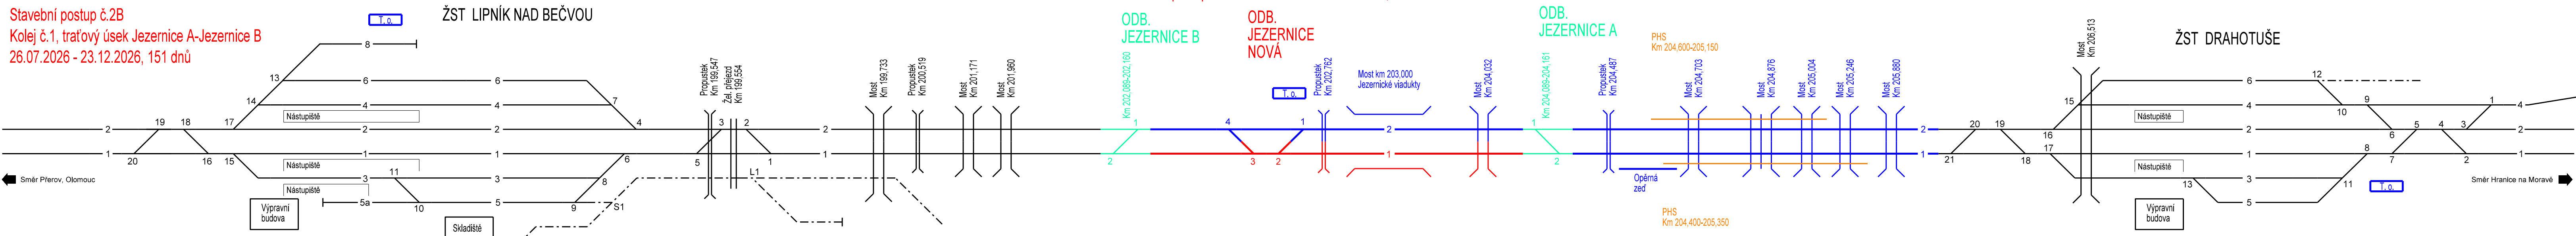 Stavební postup č.2B
Kolej č.1, traťový úsek Jezernice A-Jezernice B
26.07.2026 - 23.12.2026, 151 dnů
T. o.
ŽST LIPNÍK NAD BEČVOU
ODB.
JEZERNICE B
ODB.
JEZERNICE
NOVÁ
ODB.
JEZERNICE A
PHS
Km 204,600-205,150
ŽST DRAHOTUŠE
Propustek
Km 199,547
Žel. přejezd
Km 199,554
Most
Km 199,733
Propustek
Km 200,519
Most
Km 201,171
Most
Km 201,960
Km 202,089-202,160
T. o.
Propustek
Km 202,762
Most km 203,000
Jezernické viadukty
Most
Km 204,032
Km 204,089-204,161
Propustek
Km 204,487
Most
Km 204,703
Most
Km 204,876
Most
Km 205,004
Most
Km 205,246
Most
Km 205,880
Most
Km 206,513
8
13
6
6
14
4
4
7
Nástupiště
2
19
18
17
2
2
4
3
2
2
1
4
1
2
1
2
20
19
16
15
6
12
4
10
9
1
4
Nástupiště
2
6
5
4
3
2
1
20
16
15
1
1
6
5
1
1
2
3
2
1
2
1
21
18
17
1
8
7
2
1
Nástupiště
Nástupiště
3
11
3
8
L1
Nástupiště
5a
10
5
9
S1
Směr Přerov, Olomouc
Výpravní
budova
Skladiště
Opěrná
zeď
PHS
Km 204,400-205,350
Nástupiště
3
13
11
5
Výpravní
budova
T. o.
Směr Hranice na Moravě